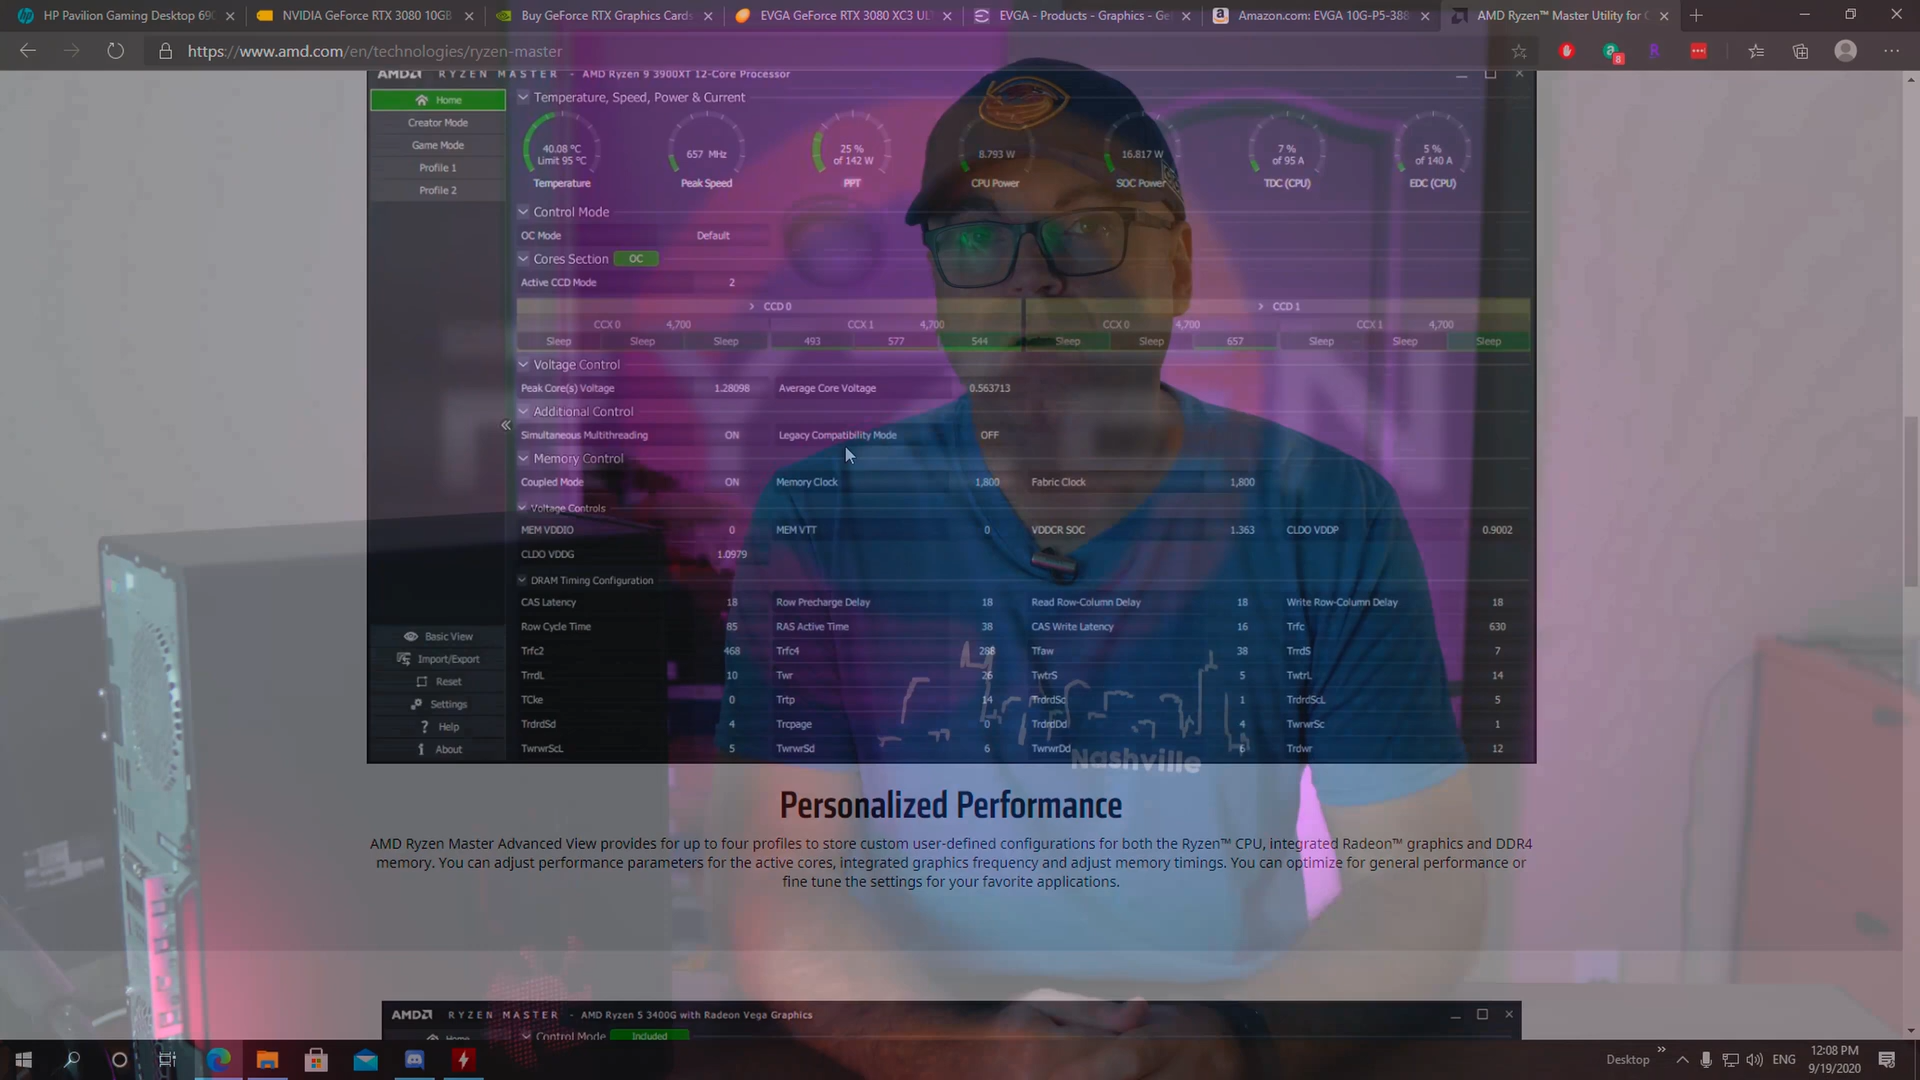 HP Pavilion Gaming Desktop 690
NVIDIA GeForce RTX 3080 10GB
Buy GeForce RTX Graphics Cards
EVGA GeForce RTX 3080 XC3 UL
EVGA - Products - Graphics - Ge
Amazon.com: EVGA 10G-P5-388
AMD Ryzen™ Master Utility for
https://www.amd.com/en/technologies/ryzen-master
8
AMD RYZEN MASTER - AMD Ryzen 9 3900XT 12-Core Processor
Home
Creator Mode
Game Mode
Profile 1
Profile 2
Temperature, Speed, Power & Current
40.08 °C 657 MHz 25 % 8.793 W 16.817 W 7 % 5 %
Limit 95 °C of 142 W of 95 A of 140 A
Temperature Peak Speed PPT CPU Power SOC Power TDC (CPU) EDC (CPU)
Control Mode
OC Mode Default
Cores Section OC
Active CCD Mode 2
CCD 0 CCD 1
CCX 0 4,700 CCX 1 4,700 CCX 0 4,700 CCX 1 4,700
Sleep Sleep Sleep 493 577 544 Sleep Sleep 657 Sleep Sleep Sleep
Voltage Control
Peak Core(s) Voltage 1.28098 Average Core Voltage 0.563713
Additional Control
Simultaneous Multithreading ON Legacy Compatibility Mode OFF
Memory Control
Coupled Mode ON Memory Clock 1,800 Fabric Clock 1,800
Voltage Controls
MEM VDDIO 0 MEM VTT 0 VDDCR SOC 1.363 CLDO VDDP 0.9002
CLDO VDDG 1.0979
DRAM Timing Configuration
CAS Latency 18 Row Precharge Delay 18 Read Row-Column Delay 18 Write Row-Column Delay 18
Row Cycle Time 85 RAS Active Time 38 CAS Write Latency 16 Trfc 630
Trfc2 468 Trfc4 288 Tfaw 38 TrrdS 7
TrrdL 10 Twr 26 TwtrS 5 TwtrL 14
TCke 0 Trtp 14 TrdrdSc 1 TrdrdScL 5
TrdrdSd 4 Trcpage 0 TrdrdDd 4 TwrwrSc 1
TwrwrScL 5 TwrwrSd 6 TwrwrDd 6 Trdwr 12
Basic View
Import/Export
Reset
Settings
Help
About
Nashville
Personalized Performance
AMD Ryzen Master Advanced View provides for up to four profiles to store custom user-defined configurations for both the Ryzen™ CPU, integrated Radeon™ graphics and DDR4
memory. You can adjust performance parameters for the active cores, integrated graphics frequency and adjust memory timings. You can optimize for general performance or
fine tune the settings for your favorite applications.
AMD RYZEN MASTER - AMD Ryzen 5 3400G with Radeon Vega Graphics
Home Control Mode Included
Desktop ENG 12:08 PM
9/19/2020